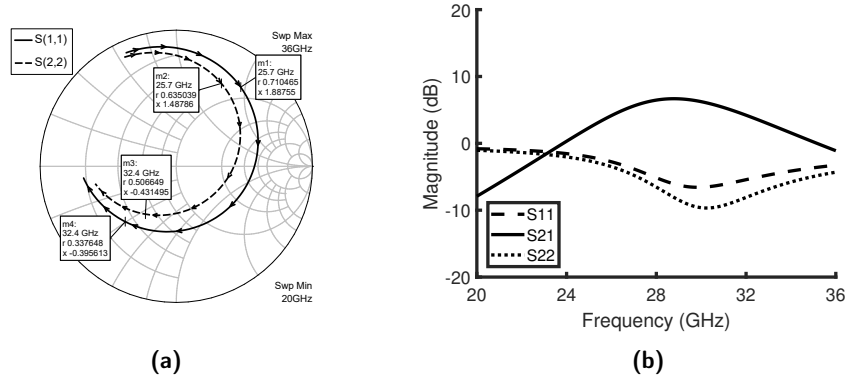 S(1,1)
S(2,2)
Swp Max
36GHz
m1:
25.7 GHz
r 0.710465
x 1.88755
m2:
25.7 GHz
r 0.635039
x 1.48786
m3:
32.4 GHz
r 0.506649
x -0.431495
m4:
32.4 GHz
r 0.337648
x -0.395613
Swp Min
20GHz
(a)
20
10
0
-10
-20
Magnitude (dB)
S11
S21
S22
20
24
28
32
36
Frequency (GHz)
(b)